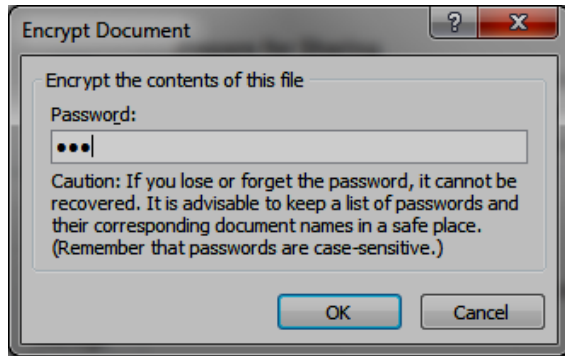 Encrypt Document
Encrypt the contents of this file
Password:
•••
Caution: If you lose or forget the password, it cannot be
recovered. It is advisable to keep a list of passwords and
their corresponding document names in a safe place.
(Remember that passwords are case-sensitive.)
OK Cancel